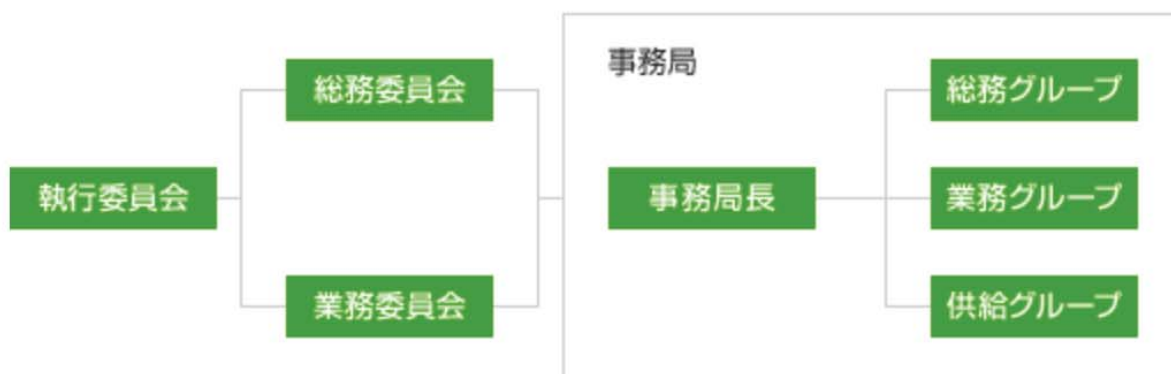 事務局
総務委員会
総務グループ
執行委員会
事務局長
業務グループ
業務委員会
供給グループ